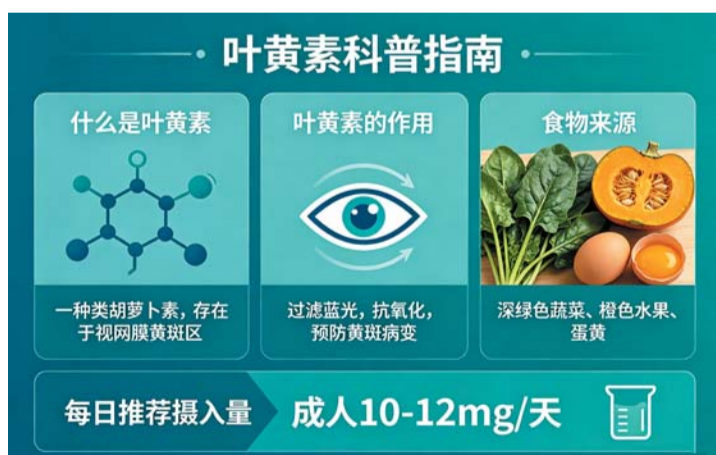 叶黄素科普指南
什么是叶黄素
一种类胡萝卜素，存在
于视网膜黄斑区
叶黄素的作用
过滤蓝光，抗氧化，
预防黄斑病变
食物来源
深绿色蔬菜、橙色水果、
蛋黄
每日推荐摄入量
成人10-12mg/天